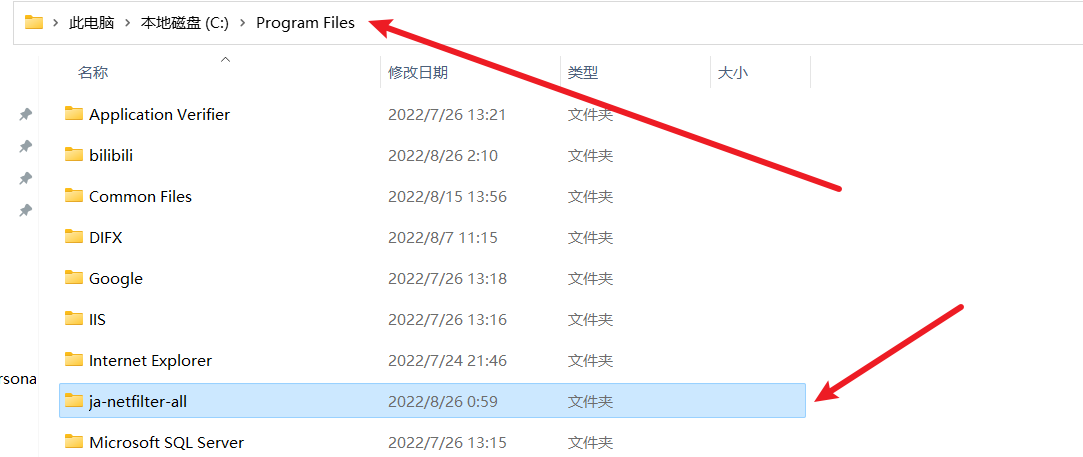 此电脑 › 本地磁盘 (C:) › Program Files
名称 修改日期 类型 大小
Application Verifier 2022/7/26 13:21 文件夹
bilibili 2022/8/26 2:10 文件夹
Common Files 2022/8/15 13:56 文件夹
DIFX 2022/8/7 11:15 文件夹
Google 2022/7/26 13:18 文件夹
IIS 2022/7/26 13:16 文件夹
Internet Explorer 2022/7/24 21:46 文件夹
rsona
ja-netfilter-all 2022/8/26 0:59 文件夹
Microsoft SQL Server 2022/7/26 13:15 文件夹